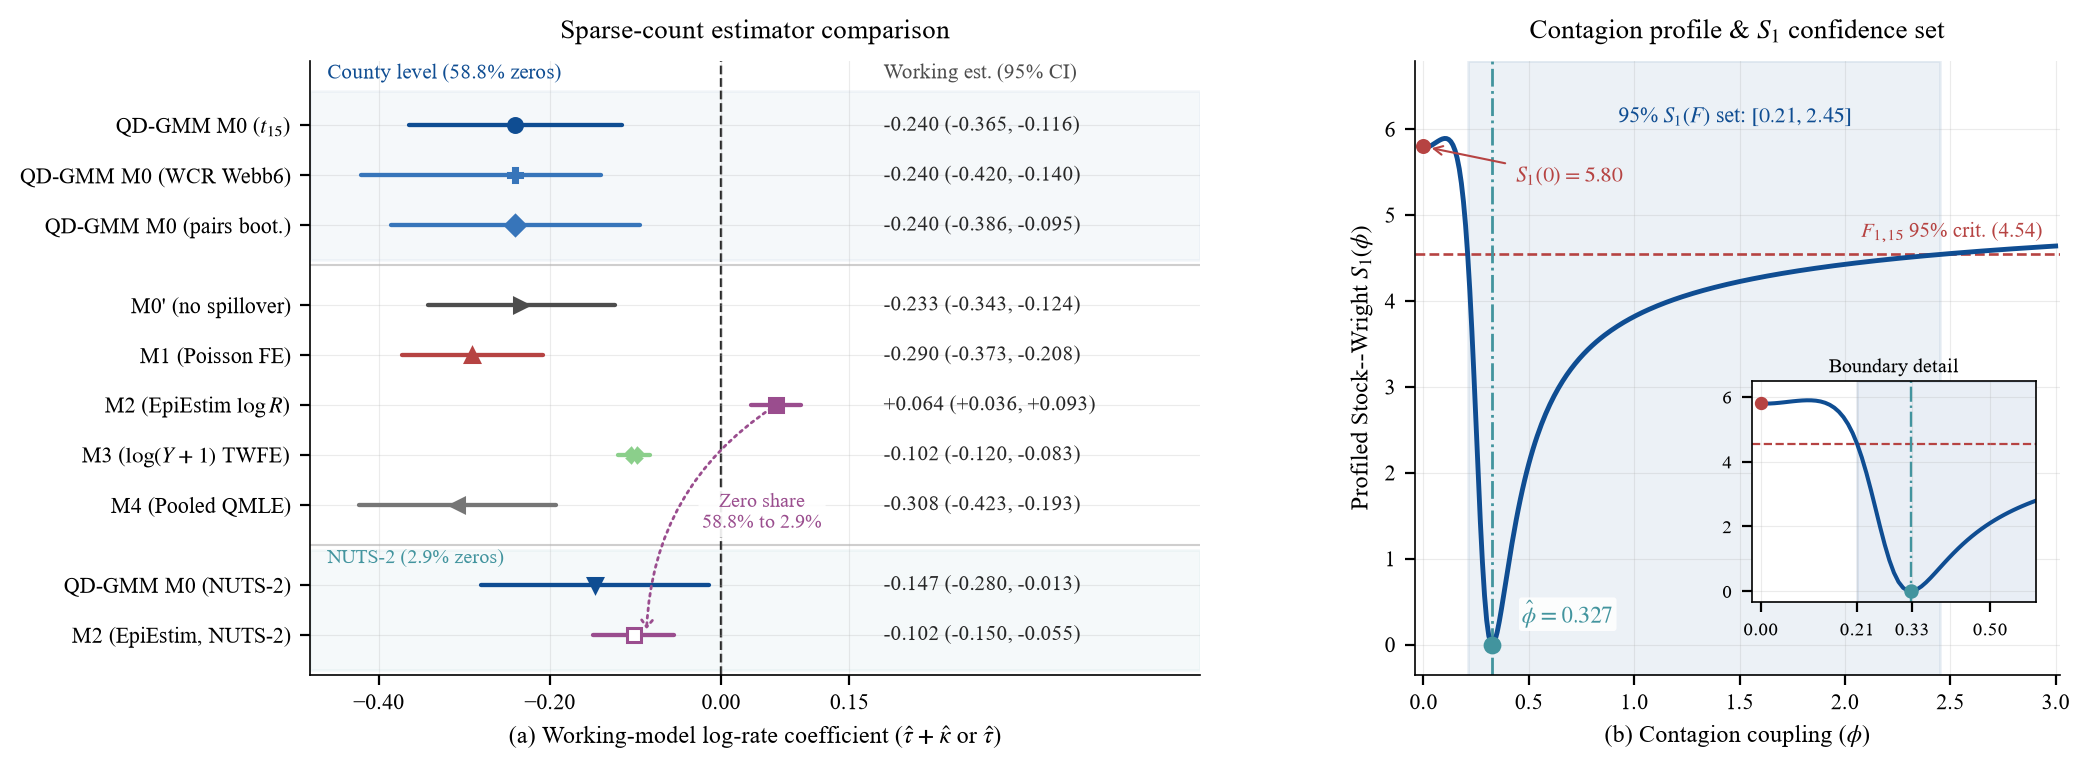 Sparse-count estimator comparison
County level (58.8% zeros)
Working est. (95% CI)
QD-GMM M0 (t₁₅)
-0.240 (-0.365, -0.116)
QD-GMM M0 (WCR Webb6)
-0.240 (-0.420, -0.140)
QD-GMM M0 (pairs boot.)
-0.240 (-0.386, -0.095)
M0' (no spillover)
-0.233 (-0.343, -0.124)
M1 (Poisson FE)
-0.290 (-0.373, -0.208)
M2 (EpiEstim log R)
+0.064 (+0.036, +0.093)
M3 (log(Y + 1) TWFE)
-0.102 (-0.120, -0.083)
M4 (Pooled QMLE)
-0.308 (-0.423, -0.193)
Zero share
58.8% to 2.9%
NUTS-2 (2.9% zeros)
QD-GMM M0 (NUTS-2)
-0.147 (-0.280, -0.013)
M2 (EpiEstim, NUTS-2)
-0.102 (-0.150, -0.055)
−0.40
−0.20
0.00
0.15
(a) Working-model log-rate coefficient (τ̂ + κ̂ or τ̂)
Contagion profile & S₁ confidence set
95% S₁(F) set: [0.21, 2.45]
S₁(0) = 5.80
F₁,₁₅ 95% crit. (4.54)
Profiled Stock--Wright S₁(ϕ)
6
5
4
3
2
1
0
Boundary detail
6
4
2
0
0.00
0.21
0.33
0.50
ϕ̂ = 0.327
0.0
0.5
1.0
1.5
2.0
2.5
3.0
(b) Contagion coupling (ϕ)